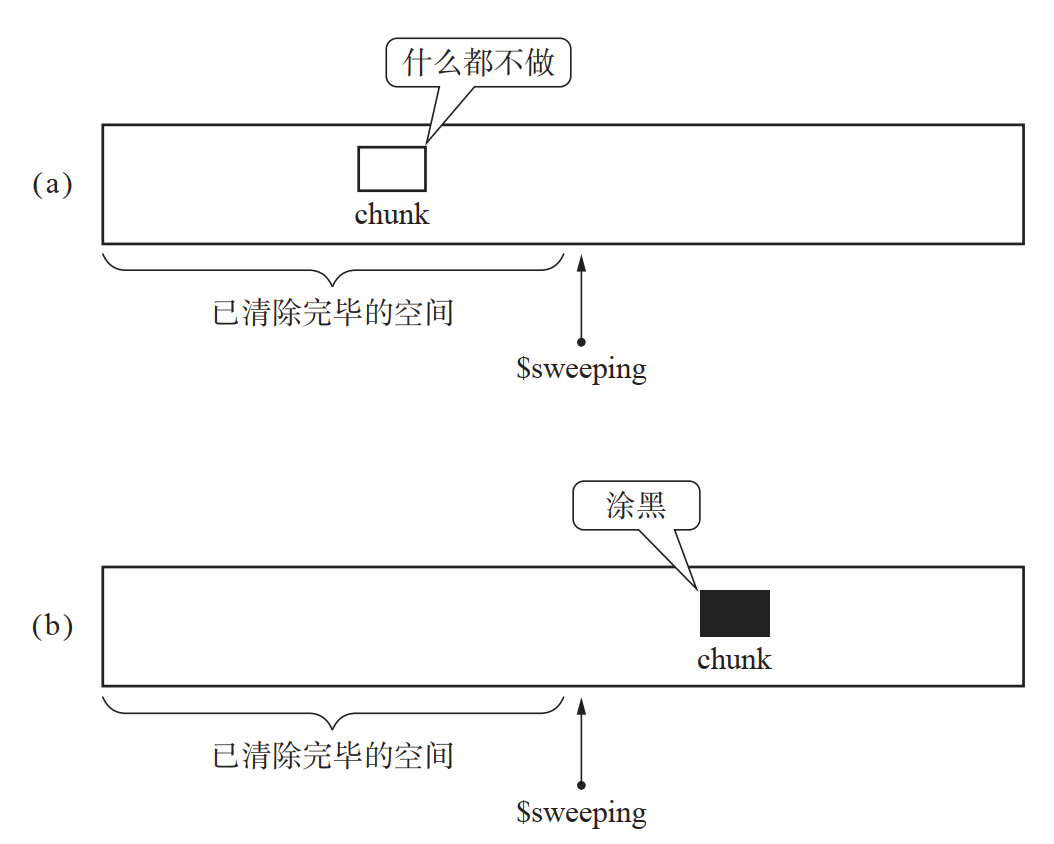 什么都不做
(a)
chunk
已清除完毕的空间
$sweeping
涂黑
(b)
chunk
已清除完毕的空间
$sweeping